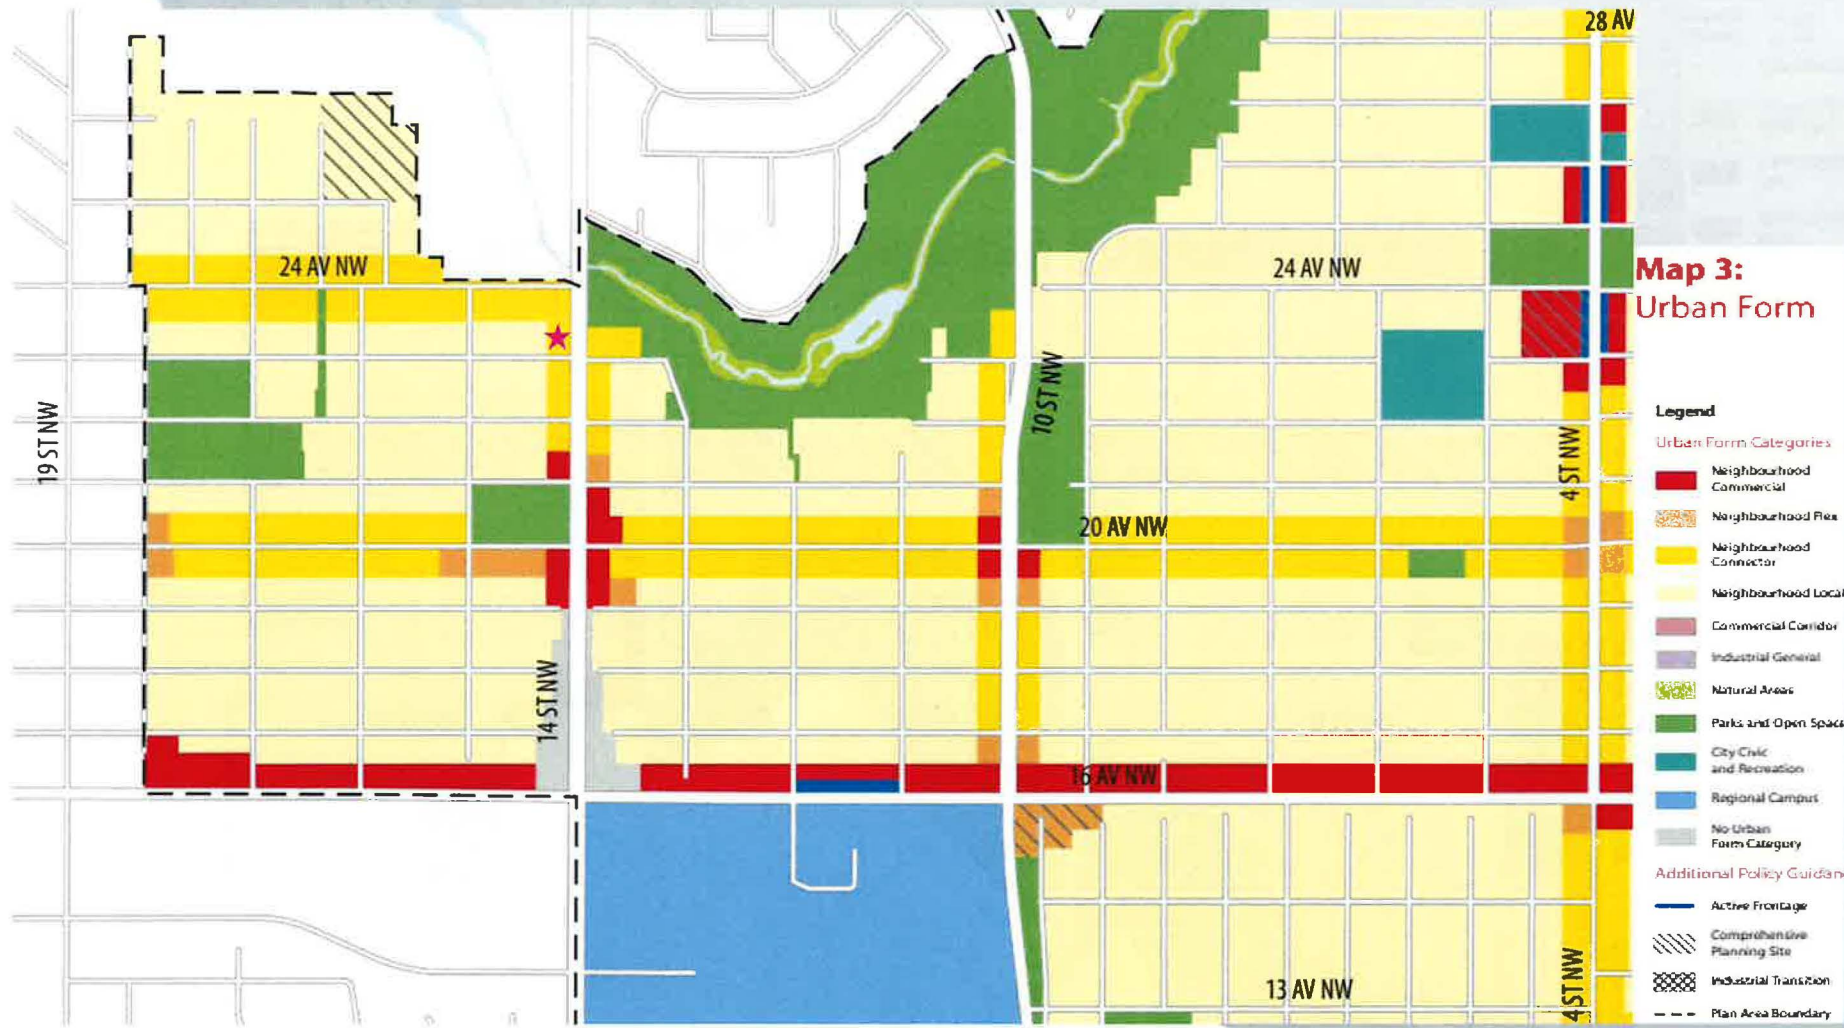 28 AV
24 AV NW
24 AV NW
Map 3:
Urban Form
19 ST NW
10 ST NW
4 ST NW
20 AV NW
14 ST NW
16 AV NW
13 AV NW
4 ST NW
Legend
Urban Form Categories
Neighbourhood
Commercial
Neighbourhood Flex
Neighbourhood
Connector
Neighbourhood Local
Commercial Corridor
Industrial General
Natural Areas
Parks and Open Space
City Civic
and Recreation
Regional Campus
No Urban
Form Category
Additional Policy Guidan
Active Frontage
Comprehensive
Planning Site
Industrial Transition
Plan Area Boundary